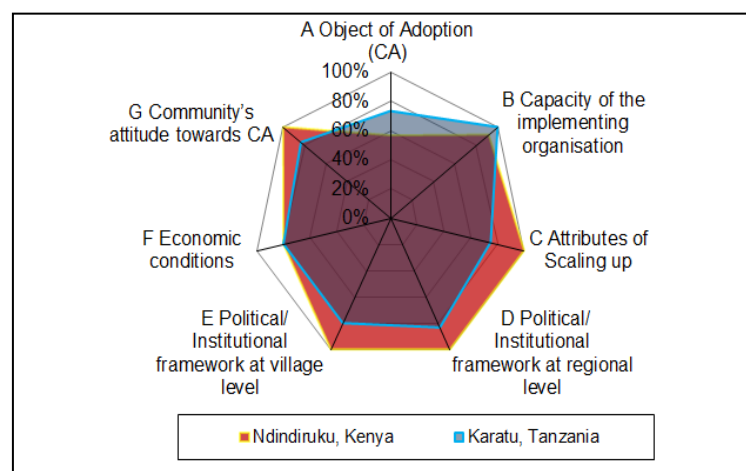 A Object of Adoption
(CA)
100%
80%
60%
40%
20%
0%
G Community's
attitude towards CA
B Capacity of the
implementing
organisation
F Economic
conditions
C Attributes of
Scaling up
E Political/
Institutional
framework at village
level
D Political/
Institutional
framework at regional
level
Ndindiruku, Kenya
Karatu, Tanzania